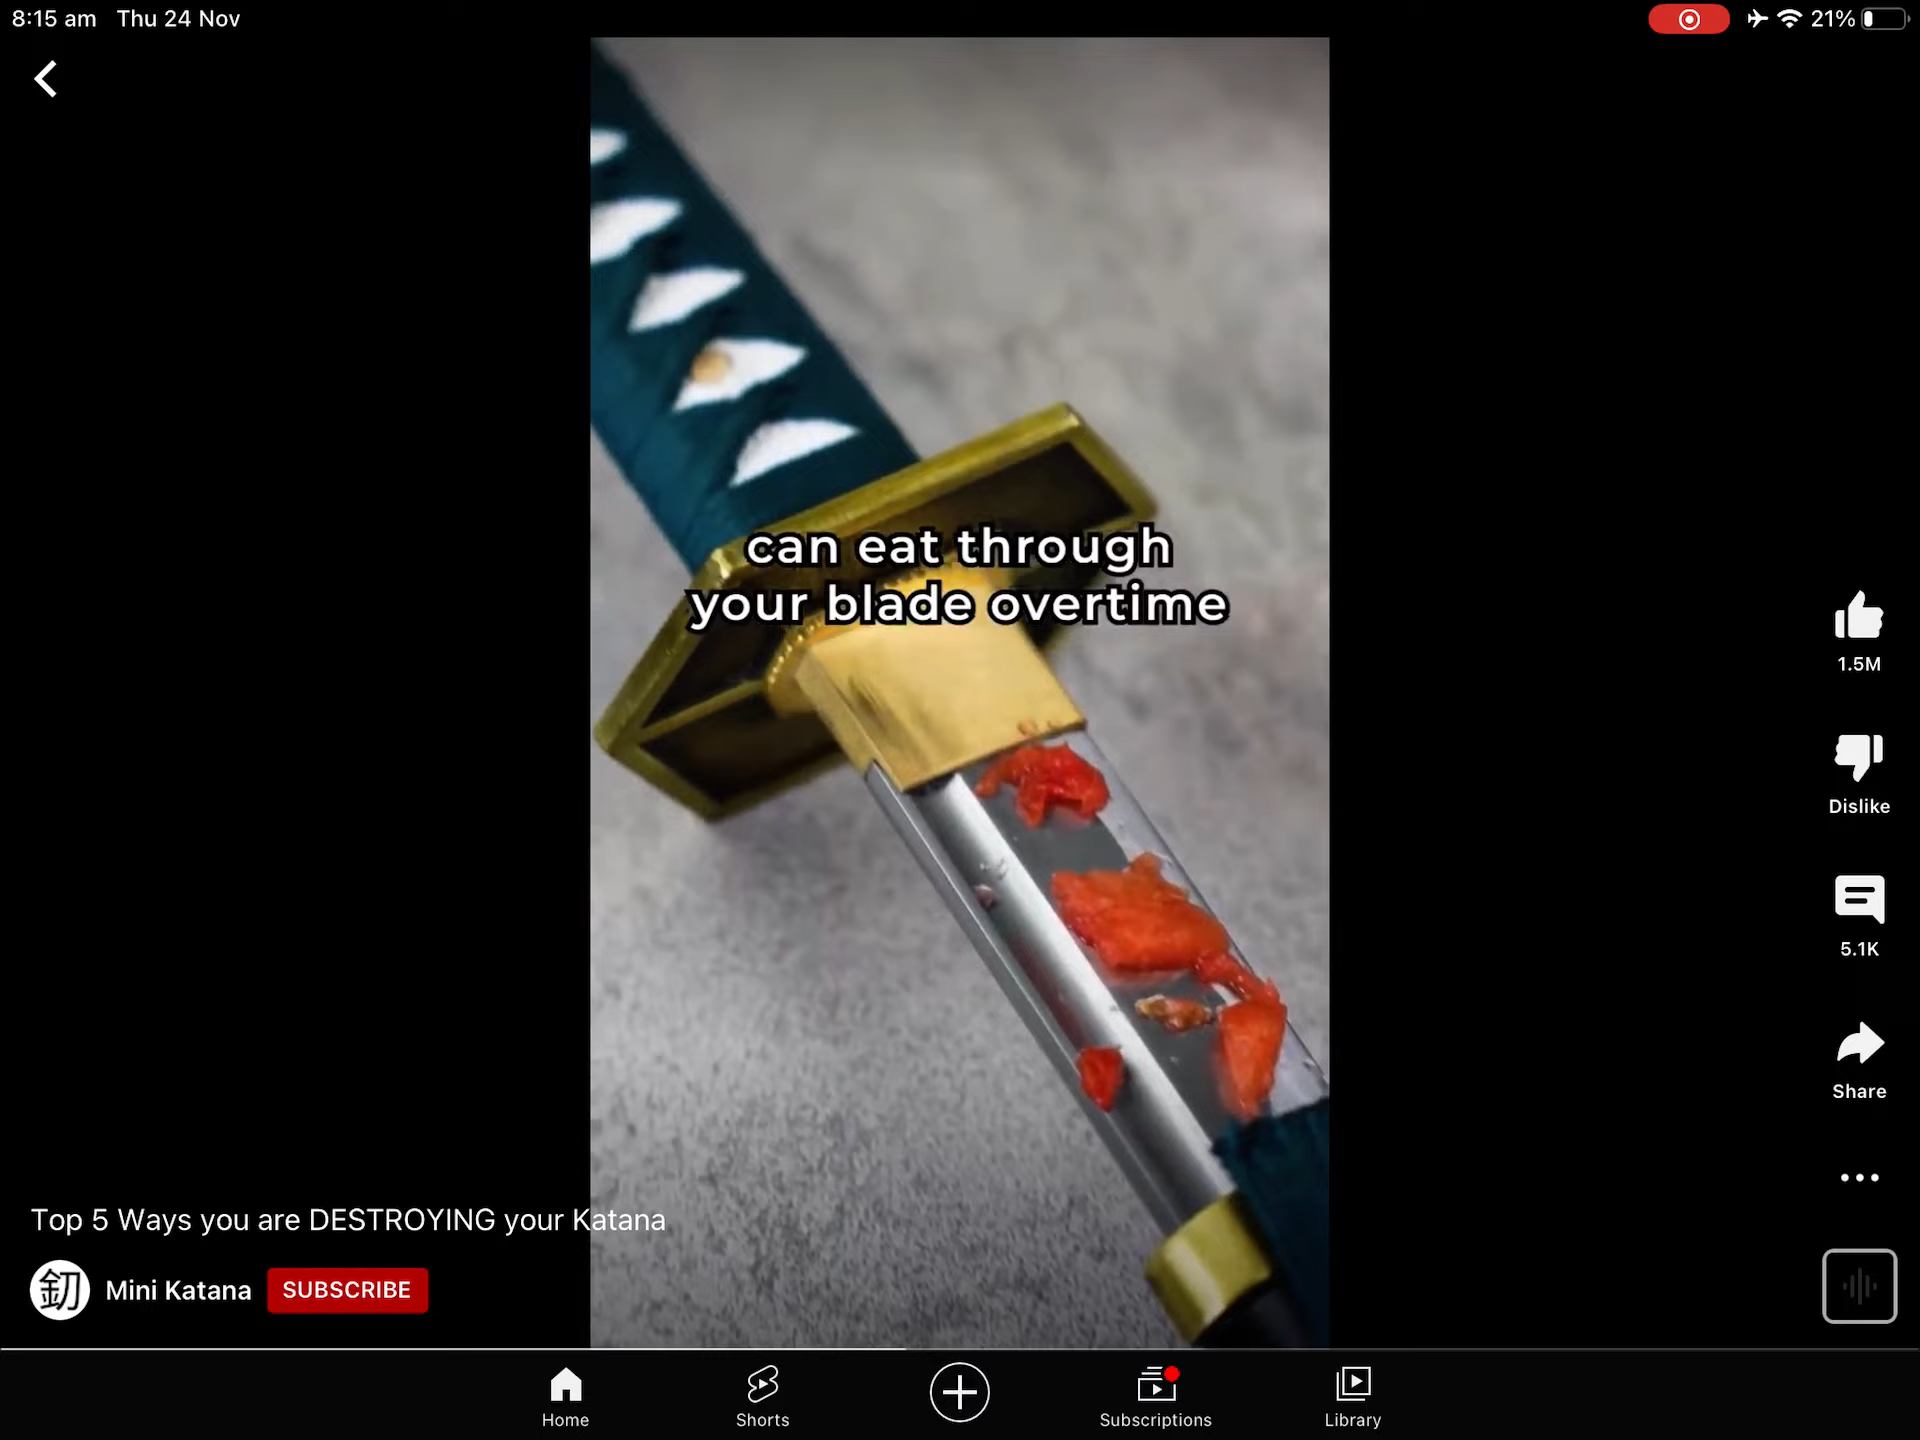 8:15 am Thu 24 Nov
21%
can eat through
your blade overtime
1.5M
Dislike
5.1K
Share
Top 5 Ways you are DESTROYING your Katana
釖 Mini Katana SUBSCRIBE
Home Shorts Subscriptions Library